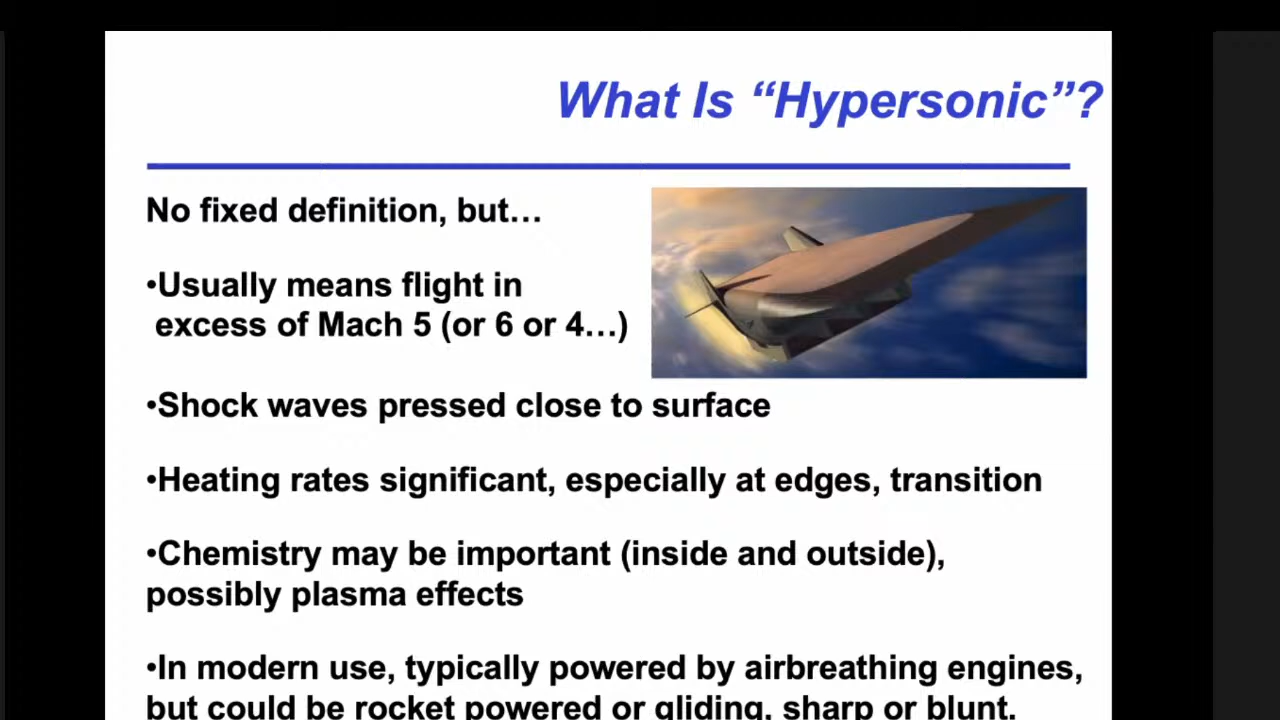 What Is “Hypersonic”?
No fixed definition, but…
•Usually means flight in
excess of Mach 5 (or 6 or 4…)
•Shock waves pressed close to surface
•Heating rates significant, especially at edges, transition
•Chemistry may be important (inside and outside),
possibly plasma effects
•In modern use, typically powered by airbreathing engines,
but could be rocket powered or gliding, sharp or blunt.